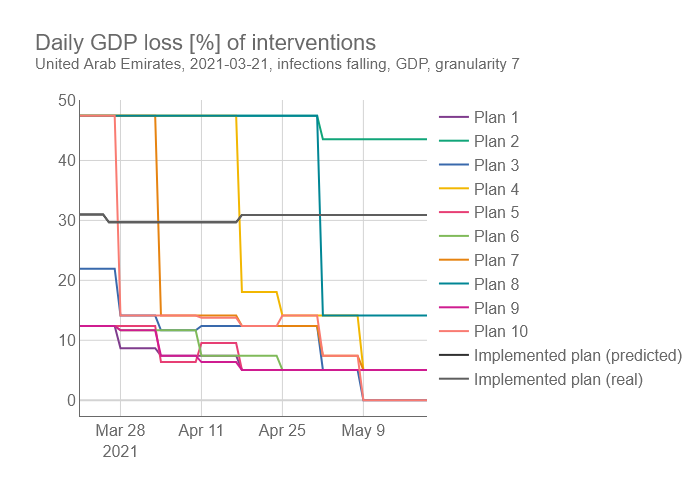 Daily GDP loss [%] of interventions
United Arab Emirates, 2021-03-21, infections falling, GDP, granularity 7
50
40
30
20
10
0
Mar 28
2021
Apr 11
Apr 25
May 9
Plan 1
Plan 2
Plan 3
Plan 4
Plan 5
Plan 6
Plan 7
Plan 8
Plan 9
Plan 10
Implemented plan (predicted)
Implemented plan (real)